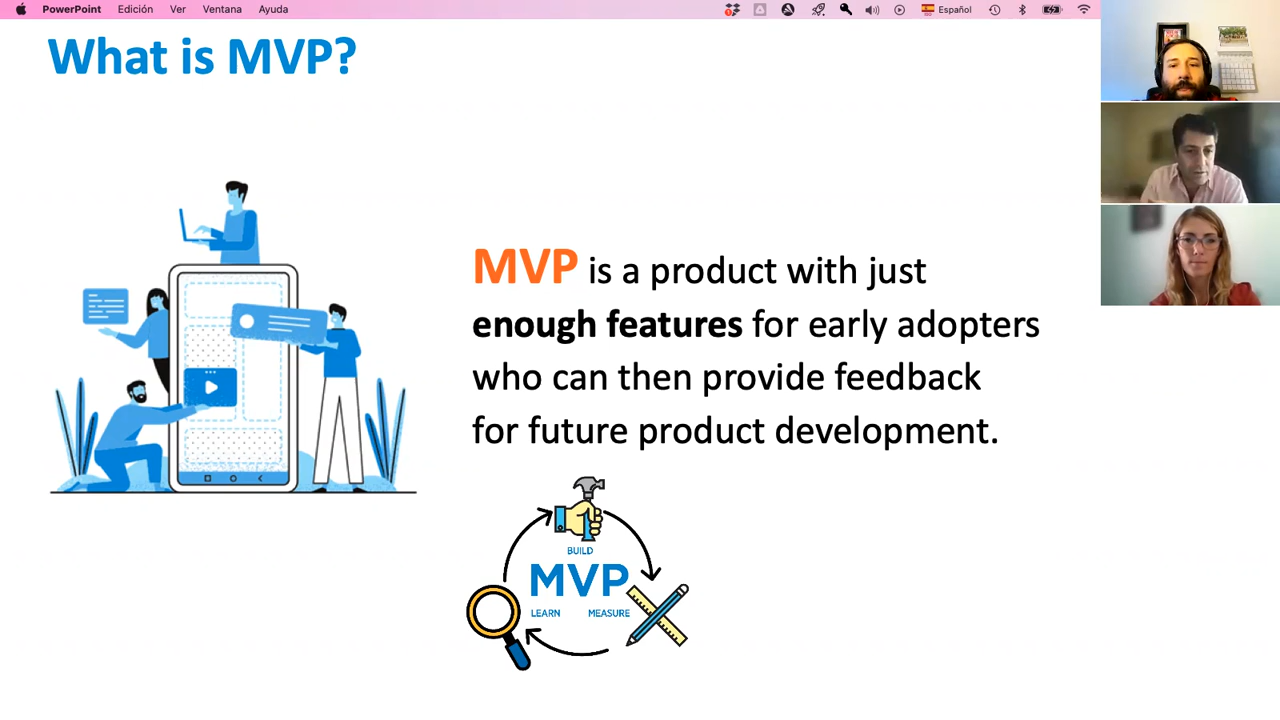 PowerPoint Edición Ver Ventana Ayuda Español
What is MVP?
MVP is a product with just
enough features for early adopters
who can then provide feedback
for future product development.
BUILD
MVP
LEARN MEASURE